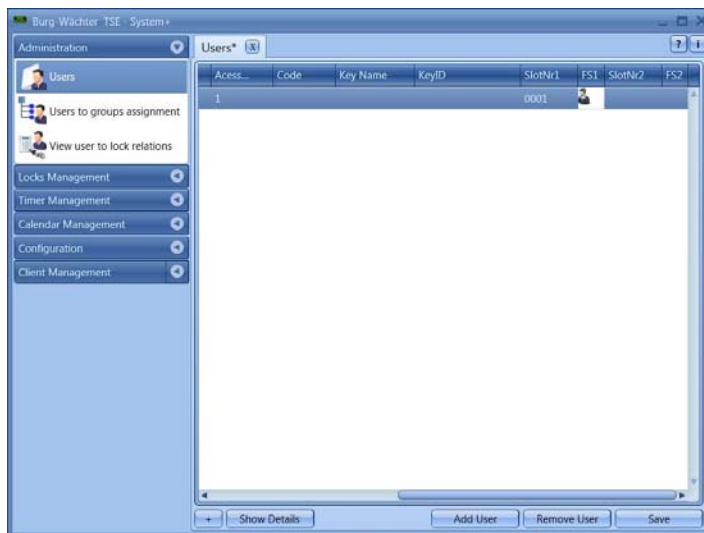 Burg-Wächter TSE - System+
Administration
Users
Users to groups assignment
View user to lock relations
Locks Management
Timer Management
Calendar Management
Configuration
Client Management
Users* X
? i
Acess... Code Key Name KeyID SlotNr1 FS1 SlotNr2 FS2
1 0001
+ Show Details Add User Remove User Save